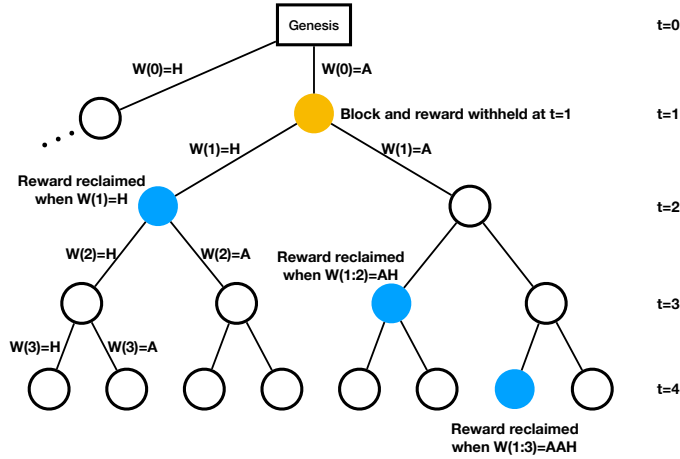 Genesis
t=0
W(0)=H
W(0)=A
Block and reward withheld at t=1
t=1
W(1)=H
W(1)=A
Reward reclaimed
when W(1)=H
t=2
W(2)=H
W(2)=A
Reward reclaimed
when W(1:2)=AH
t=3
W(3)=H
W(3)=A
t=4
Reward reclaimed
when W(1:3)=AAH